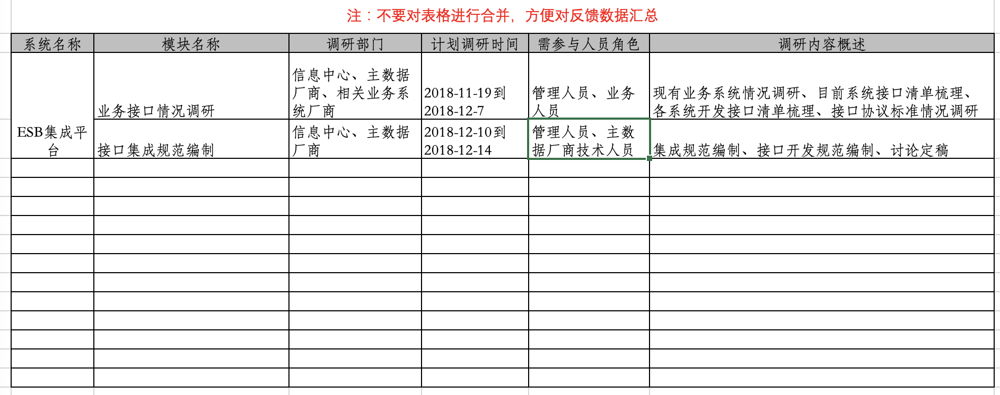 注：不要对表格进行合并，方便对反馈数据汇总
系统名称 模块名称 调研部门 计划调研时间 需参与人员角色 调研内容概述
信息中心、主数据
厂商、相关业务系 2018-11-19到 管理人员、业务 现有业务系统情况调研、目前系统接口清单梳理、
业务接口情况调研 统厂商 2018-12-7 人员 各系统开发接口清单梳理、接口协议标准情况调研
ESB集成平 信息中心、主数据 2018-12-10到 管理人员、主数
台 接口集成规范编制 厂商 2018-12-14 据厂商技术人员 集成规范编制、接口开发规范编制、讨论定稿